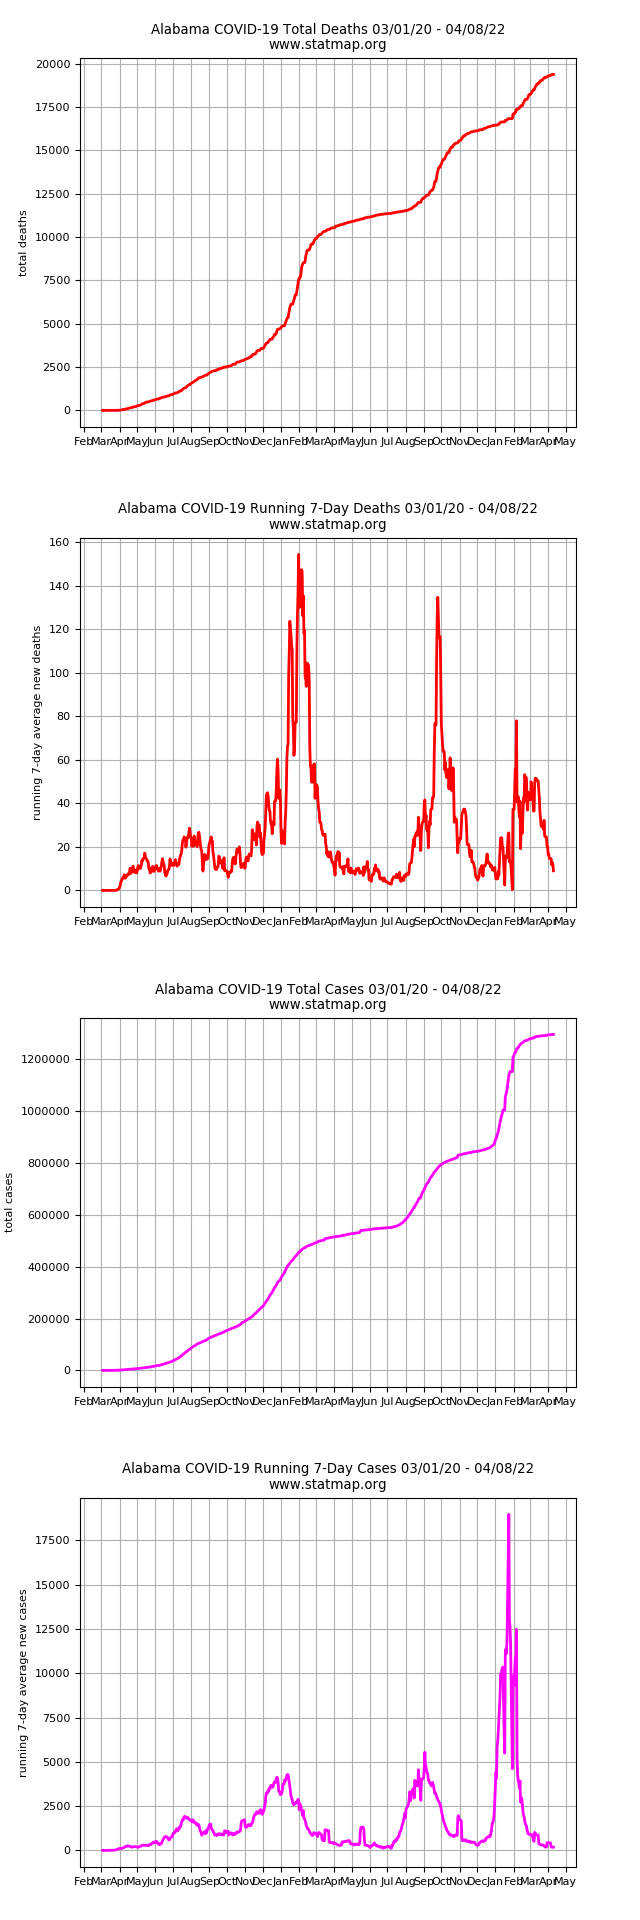 Alabama COVID-19 Total Deaths 03/01/20 - 04/08/22
www.statmap.org
20000
17500
15000
12500
10000
7500
5000
2500
0
total deaths
Feb Mar Apr May Jun Jul Aug Sep Oct Nov Dec Jan Feb Mar Apr May Jun Jul Aug Sep Oct Nov Dec Jan Feb Mar Apr May
Alabama COVID-19 Running 7-Day Deaths 03/01/20 - 04/08/22
www.statmap.org
160
140
120
100
80
60
40
20
0
running 7-day average new deaths
Feb Mar Apr May Jun Jul Aug Sep Oct Nov Dec Jan Feb Mar Apr May Jun Jul Aug Sep Oct Nov Dec Jan Feb Mar Apr May
Alabama COVID-19 Total Cases 03/01/20 - 04/08/22
www.statmap.org
1200000
1000000
800000
600000
400000
200000
0
total cases
Feb Mar Apr May Jun Jul Aug Sep Oct Nov Dec Jan Feb Mar Apr May Jun Jul Aug Sep Oct Nov Dec Jan Feb Mar Apr May
Alabama COVID-19 Running 7-Day Cases 03/01/20 - 04/08/22
www.statmap.org
17500
15000
12500
10000
7500
5000
2500
0
running 7-day average new cases
Feb Mar Apr May Jun Jul Aug Sep Oct Nov Dec Jan Feb Mar Apr May Jun Jul Aug Sep Oct Nov Dec Jan Feb Mar Apr May